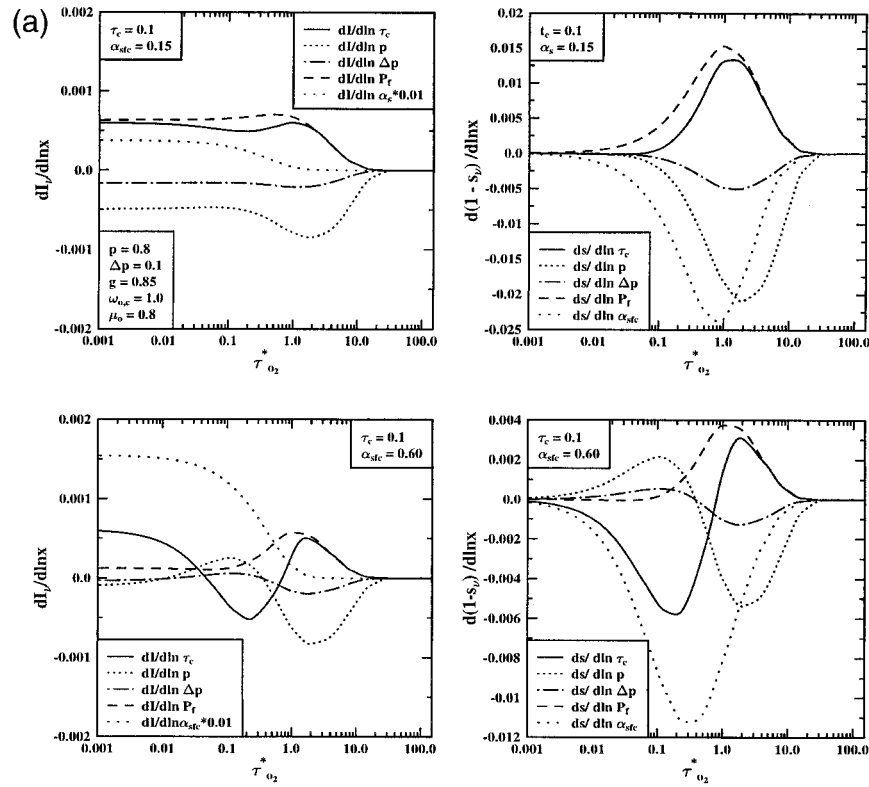 (a)
τc = 0.1
αsfc = 0.15
dI/dln τc
dI/dln p
dI/dln Δp
dI/dln Pf
dI/dln αs*0.01
0.002
0.001
0.0
-0.001
-0.002
dIν/dlnx
p = 0.8
Δp = 0.1
g = 0.85
ωo,c = 1.0
μo = 0.8
0.001 0.01 0.1 1.0 10.0 100.0
τ*O2
tc = 0.1
αs = 0.15
0.02
0.015
0.01
0.005
0.0
-0.005
-0.01
-0.015
-0.02
-0.025
d(1 - sν) /dlnx
ds/ dln τc
ds/ dln p
ds/ dln Δp
ds/ dln Pf
ds/ dln αsfc
0.001 0.01 0.1 1.0 10.0 100.0
τ*O2
τc = 0.1
αsfc = 0.60
0.002
0.001
0.0
-0.001
-0.002
dIν/dlnx
dI/dln τc
dI/dln p
dI/dln Δp
dI/dln Pf
dI/dlnαsfc*0.01
0.001 0.01 0.1 1.0 10.0 100.0
τ*O2
τc = 0.1
αsfc = 0.60
0.004
0.002
0.0
-0.002
-0.004
-0.006
-0.008
-0.01
-0.012
d(1-sν) /dlnx
ds/ dln τc
ds/ dln p
ds/ dln Δp
ds/ dln Pf
ds/ dln αsfc
0.001 0.01 0.1 1.0 10.0 100.0
τ*O2